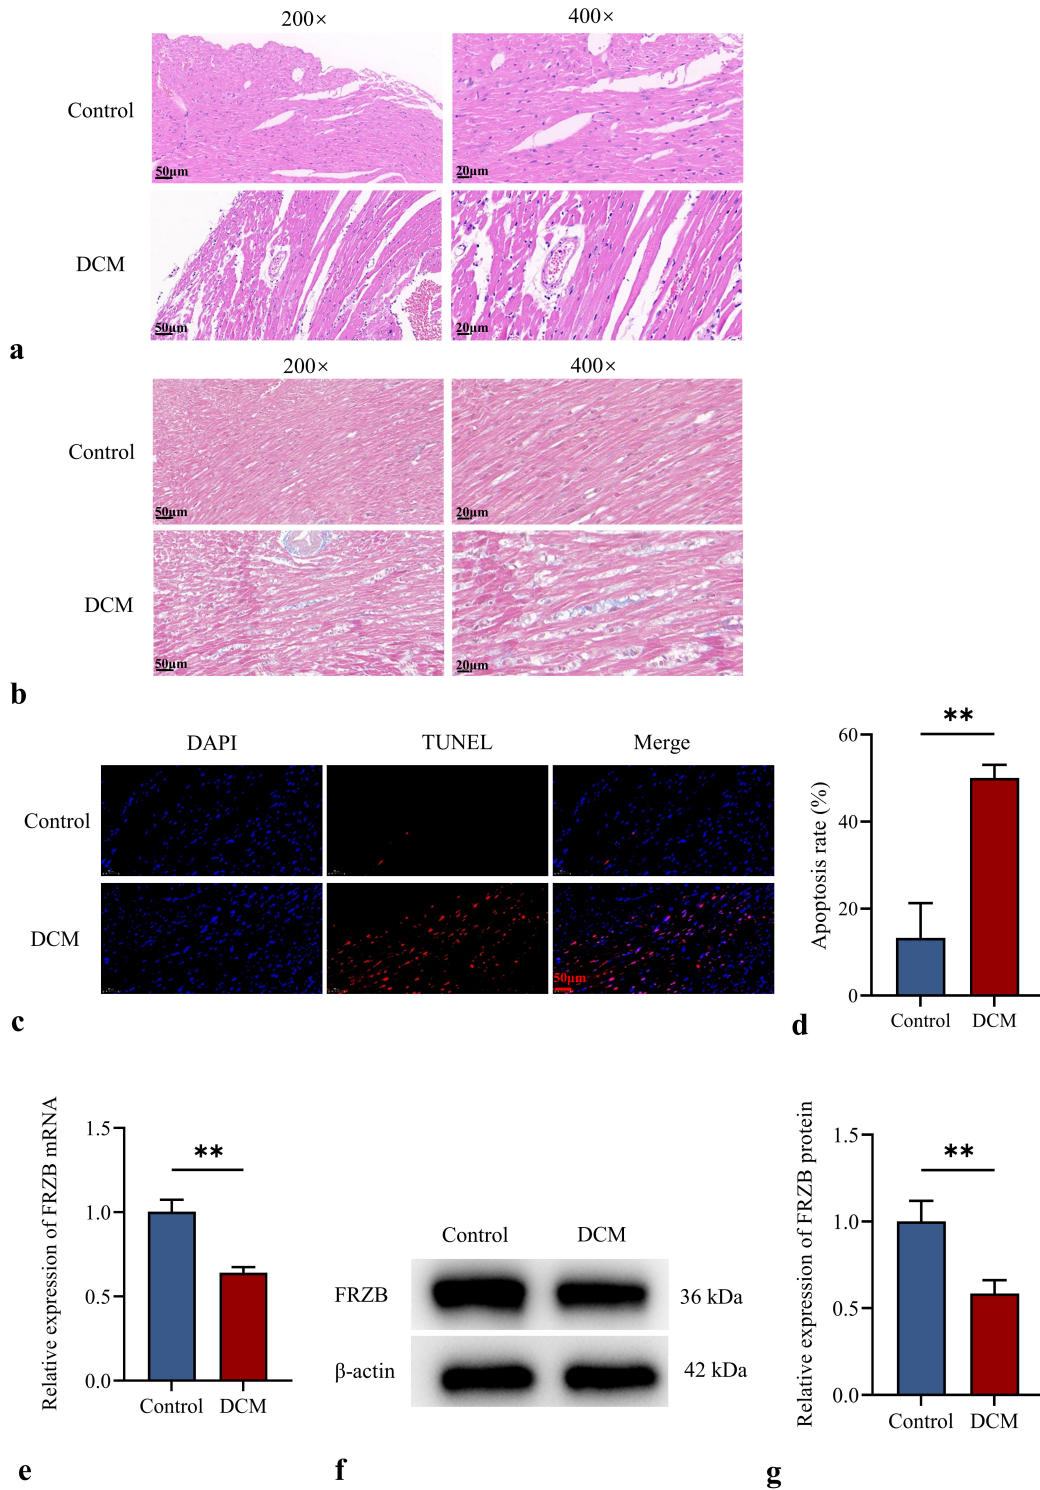 200×
400×
Control
50μm
20μm
DCM
50μm
20μm
a
200×
400×
Control
50μm
20μm
DCM
50μm
20μm
b
DAPI
TUNEL
Merge
Control
DCM
50μm
c
**
60
40
20
0
Apoptosis rate (%)
Control
DCM
d
Relative expression of FRZB mRNA
1.5
1.0
0.5
0.0
**
Control
DCM
e
Control
DCM
FRZB
36 kDa
β-actin
42 kDa
f
Relative expression of FRZB protein
1.5
1.0
0.5
0.0
**
Control
DCM
g